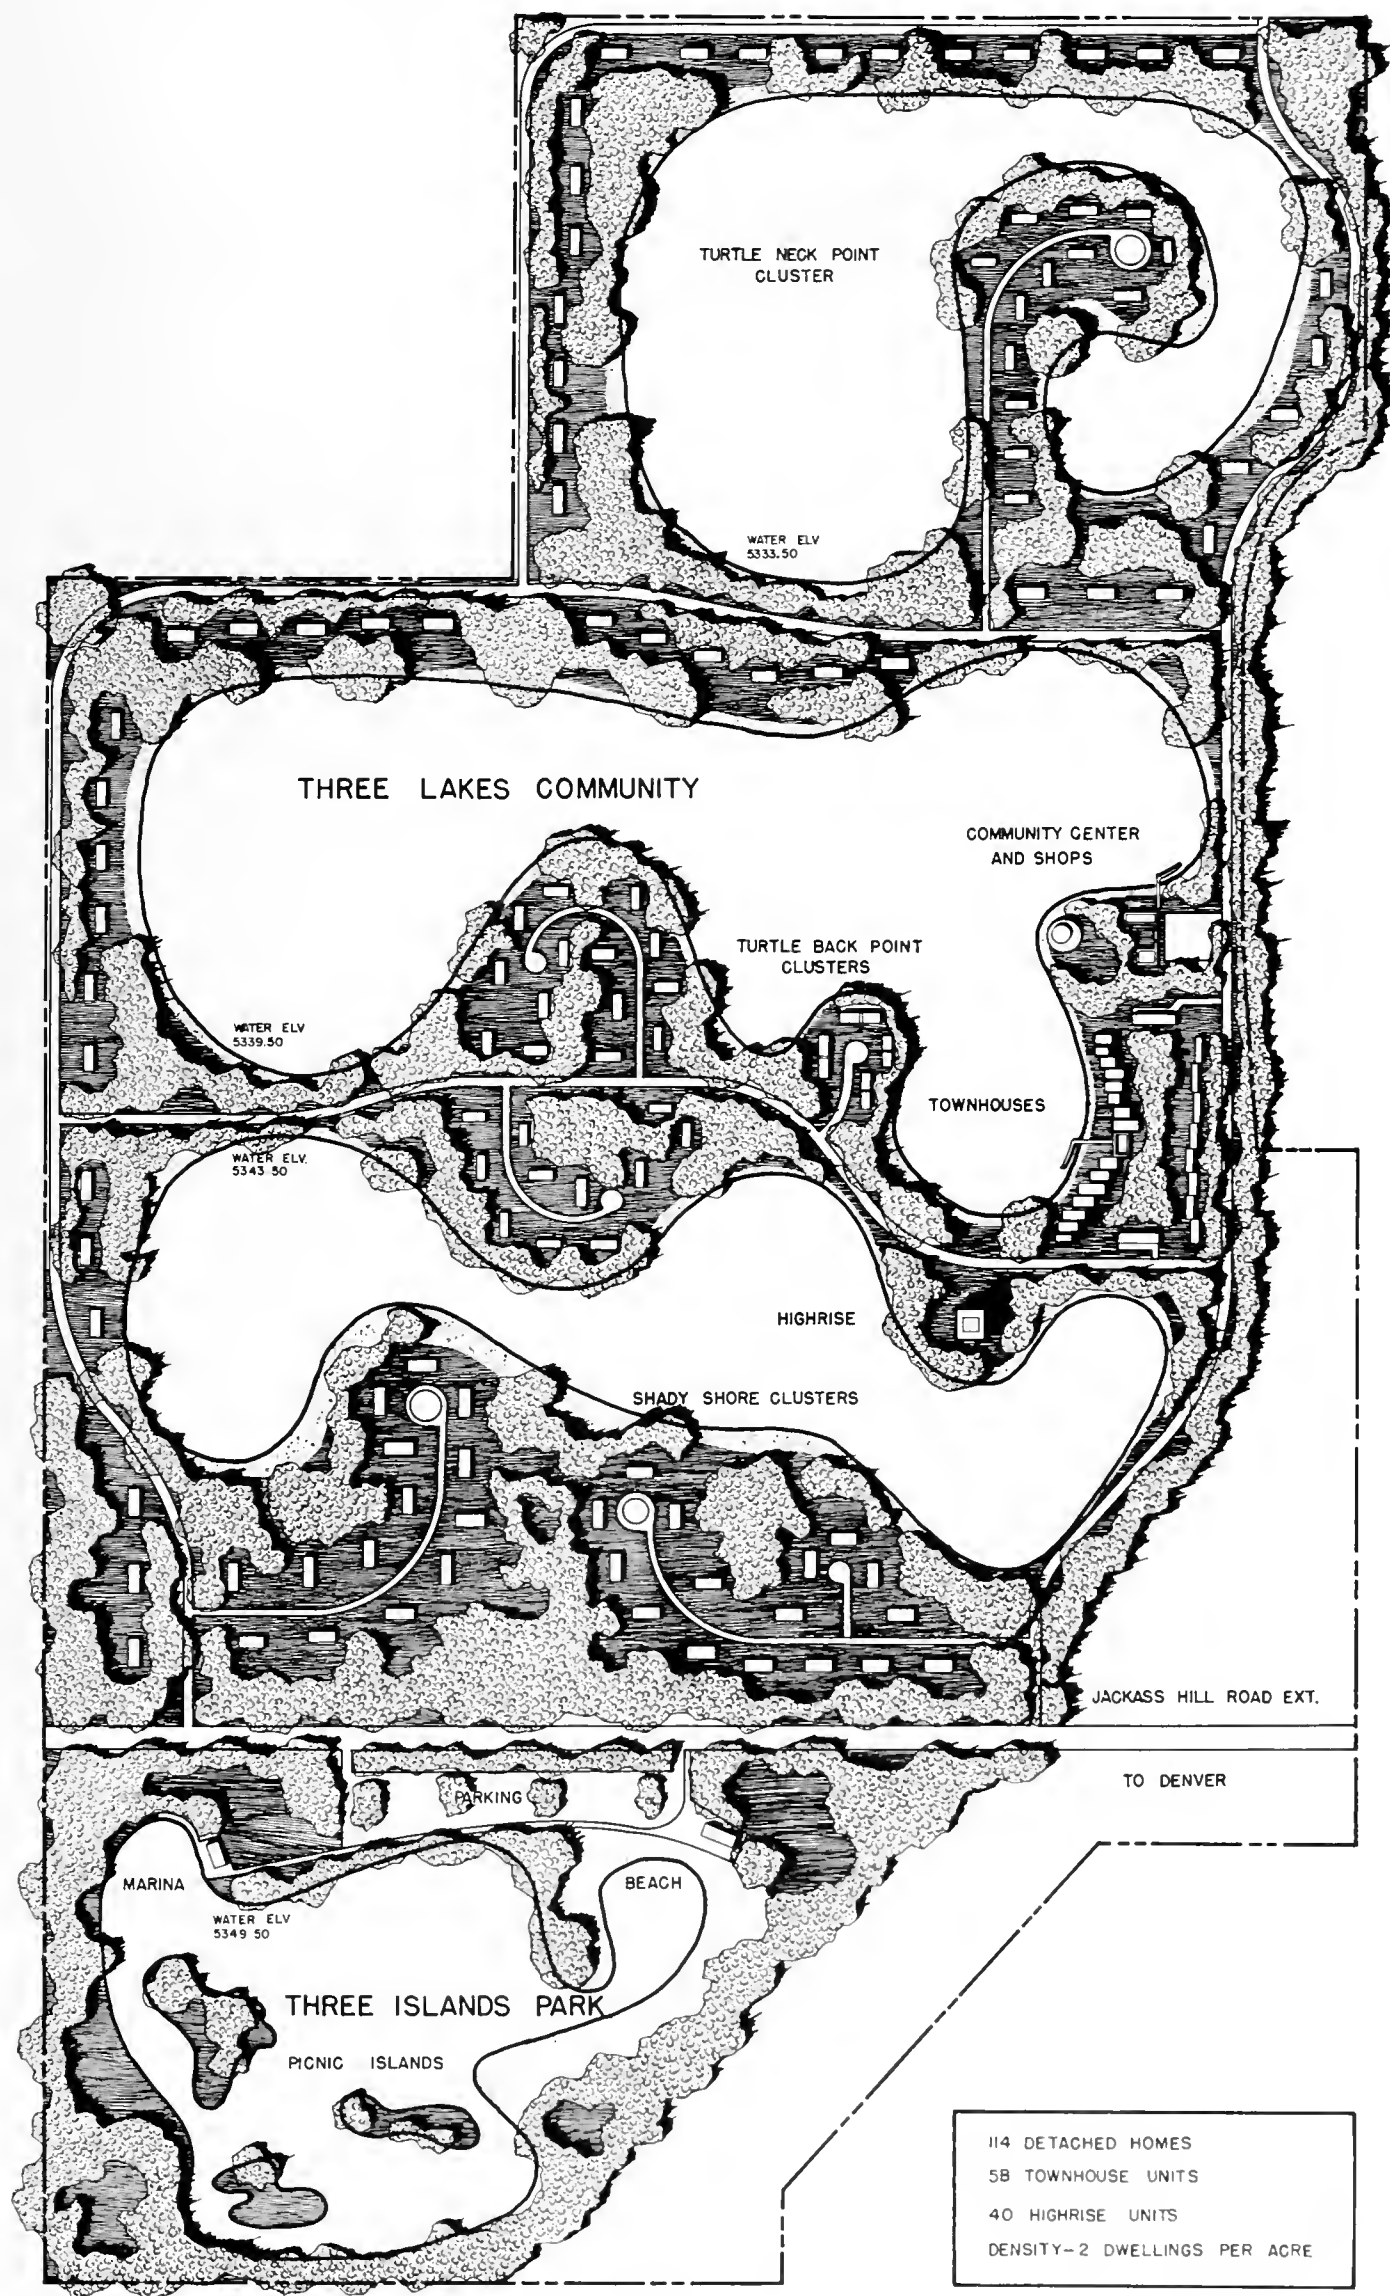 TURTLE NECK POINT
CLUSTER
WATER ELV
5333.50
THREE LAKES COMMUNITY
COMMUNITY CENTER
AND SHOPS
TURTLE BACK POINT
CLUSTERS
WATER ELV
5339.50
TOWNHOUSES
WATER ELV.
5343 50
HIGHRISE
SHADY SHORE CLUSTERS
JACKASS HILL ROAD EXT.
TO DENVER
PARKING
MARINA
BEACH
WATER ELV
5349 50
THREE ISLANDS PARK
PICNIC ISLANDS
114 DETACHED HOMES
58 TOWNHOUSE UNITS
40 HIGHRISE UNITS
DENSITY-2 DWELLINGS PER ACRE